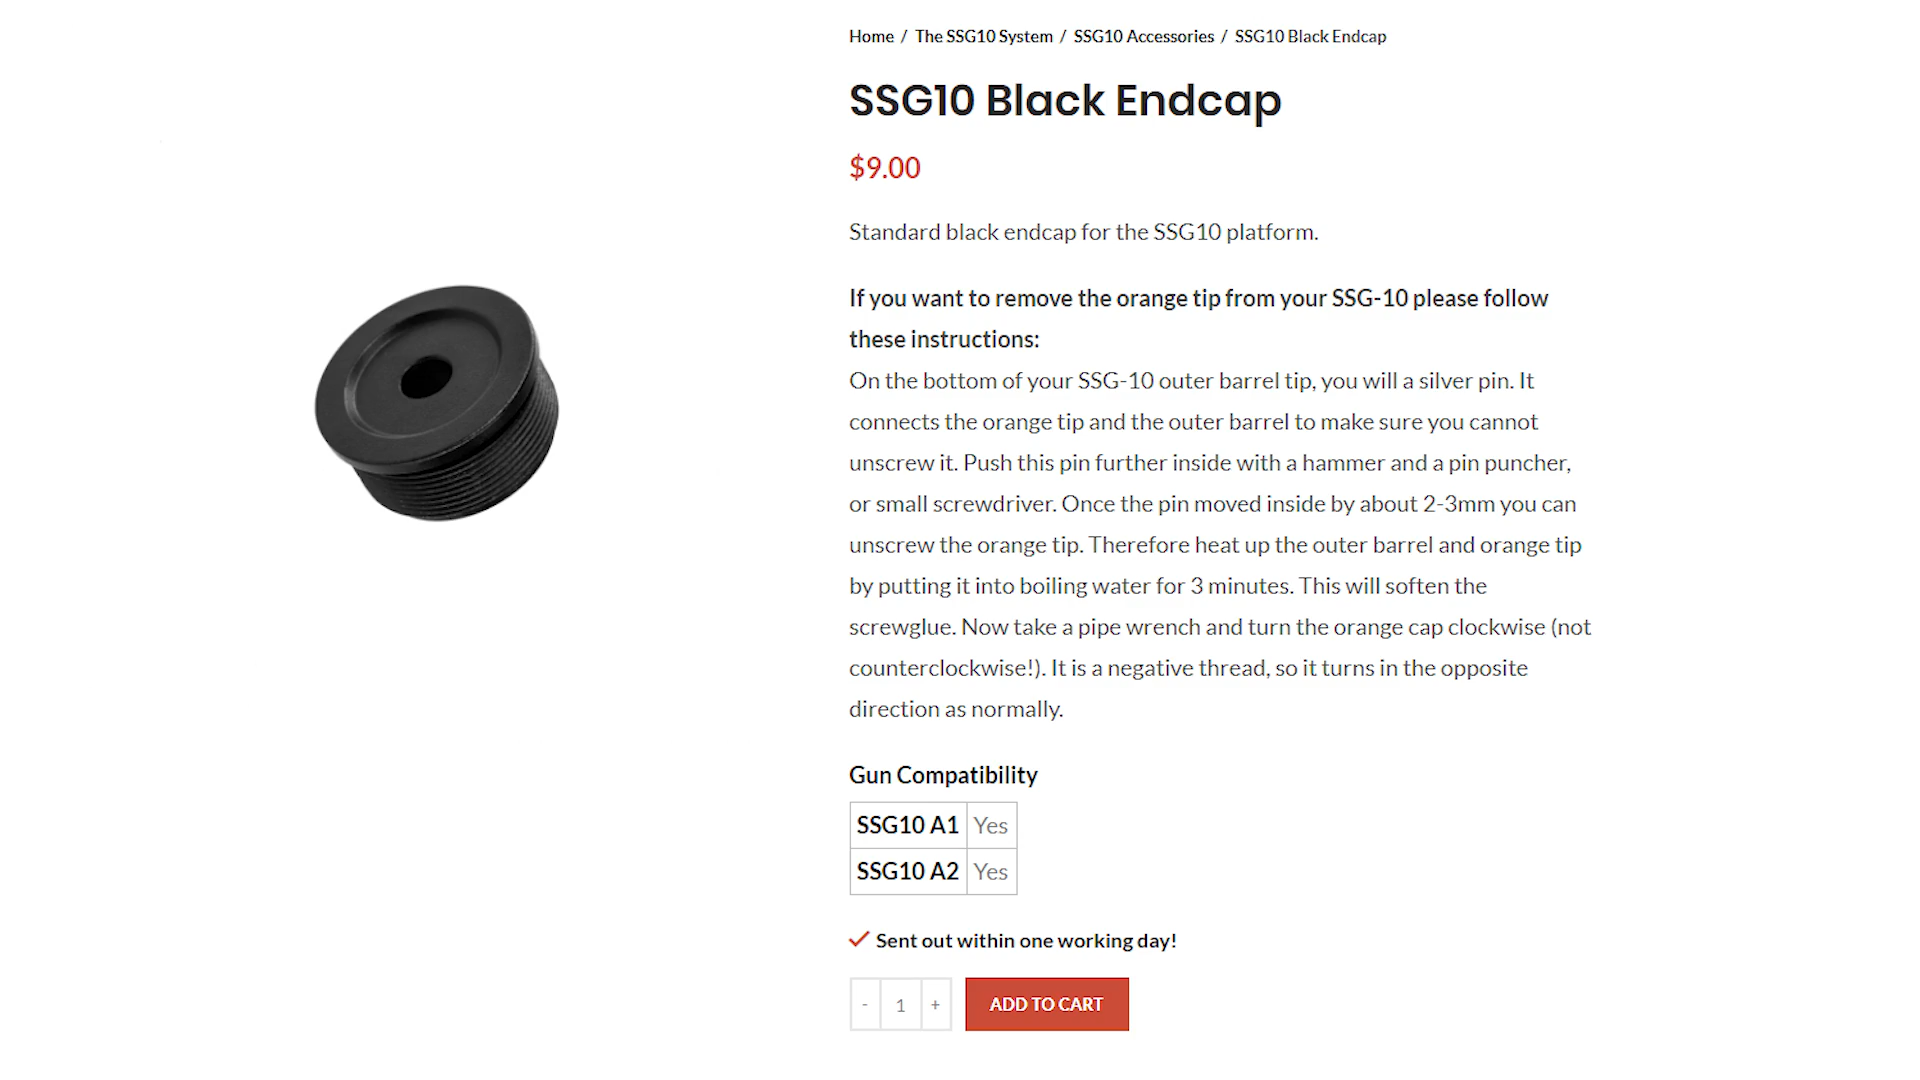 Home / The SSG10 System / SSG10 Accessories / SSG10 Black Endcap
SSG10 Black Endcap
$9.00
Standard black endcap for the SSG10 platform.
If you want to remove the orange tip from your SSG-10 please follow
these instructions:
On the bottom of your SSG-10 outer barrel tip, you will a silver pin. It
connects the orange tip and the outer barrel to make sure you cannot
unscrew it. Push this pin further inside with a hammer and a pin puncher,
or small screwdriver. Once the pin moved inside by about 2-3mm you can
unscrew the orange tip. Therefore heat up the outer barrel and orange tip
by putting it into boiling water for 3 minutes. This will soften the
screwglue. Now take a pipe wrench and turn the orange cap clockwise (not
counterclockwise!). It is a negative thread, so it turns in the opposite
direction as normally.
Gun Compatibility
SSG10 A1 Yes
SSG10 A2 Yes
Sent out within one working day!
- 1 + ADD TO CART